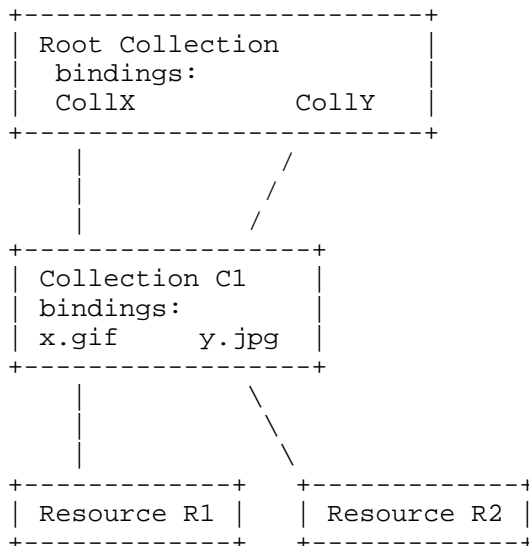 Root Collection
bindings:
CollX CollY
Collection C1
bindings:
x.gif y.jpg
Resource R1 Resource R2